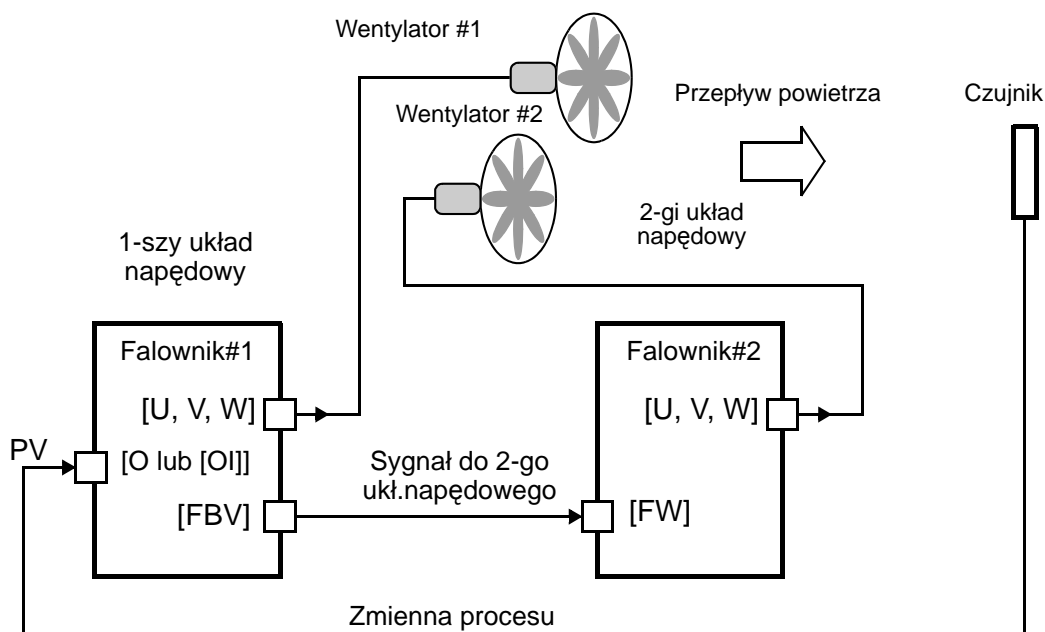 Wentylator #1
Przepływ powietrza
Czujnik
Wentylator #2
2-gi układ
napędowy
1-szy układ
napędowy
Falownik#1
Falownik#2
[U, V, W]
[U, V, W]
PV
[O lub [OI]]
Sygnał do 2-go
ukł.napędowego
[FBV]
[FW]
Zmienna procesu